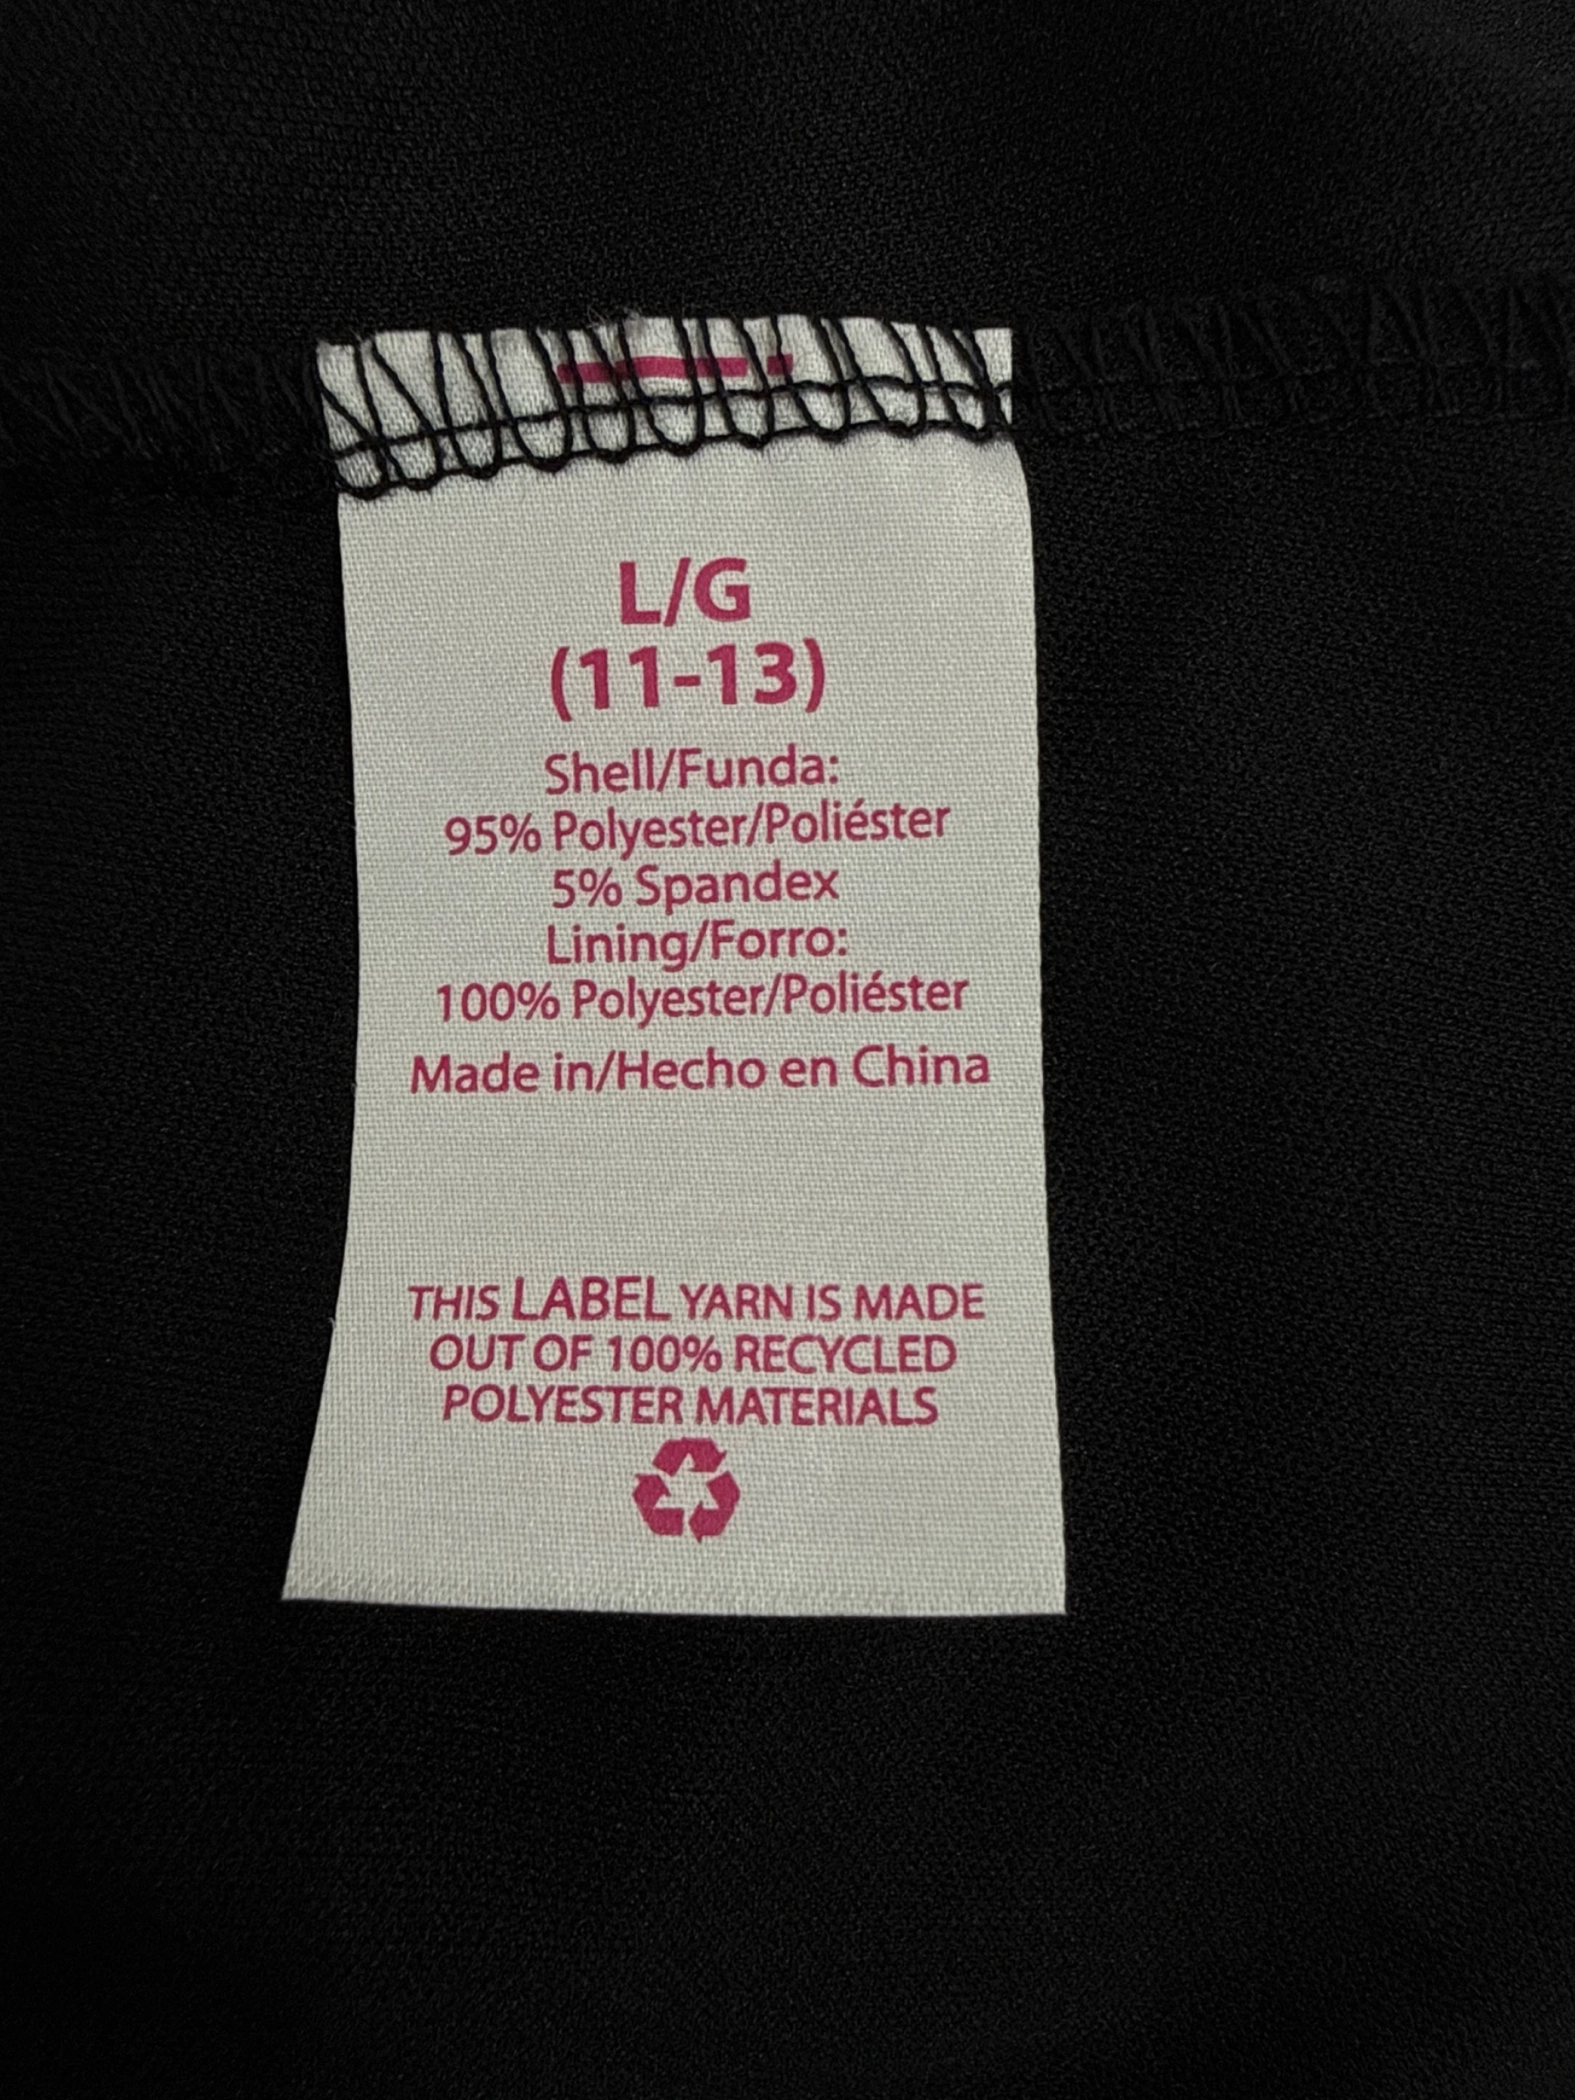 L/G
(11-13)
Shell/Funda:
95% Polyester/Poliéster
5% Spandex
Lining/Forro:
100% Polyester/Poliéster
Made in/Hecho en China
THIS LABEL YARN IS MADE
OUT OF 100% RECYCLED
POLYESTER MATERIALS